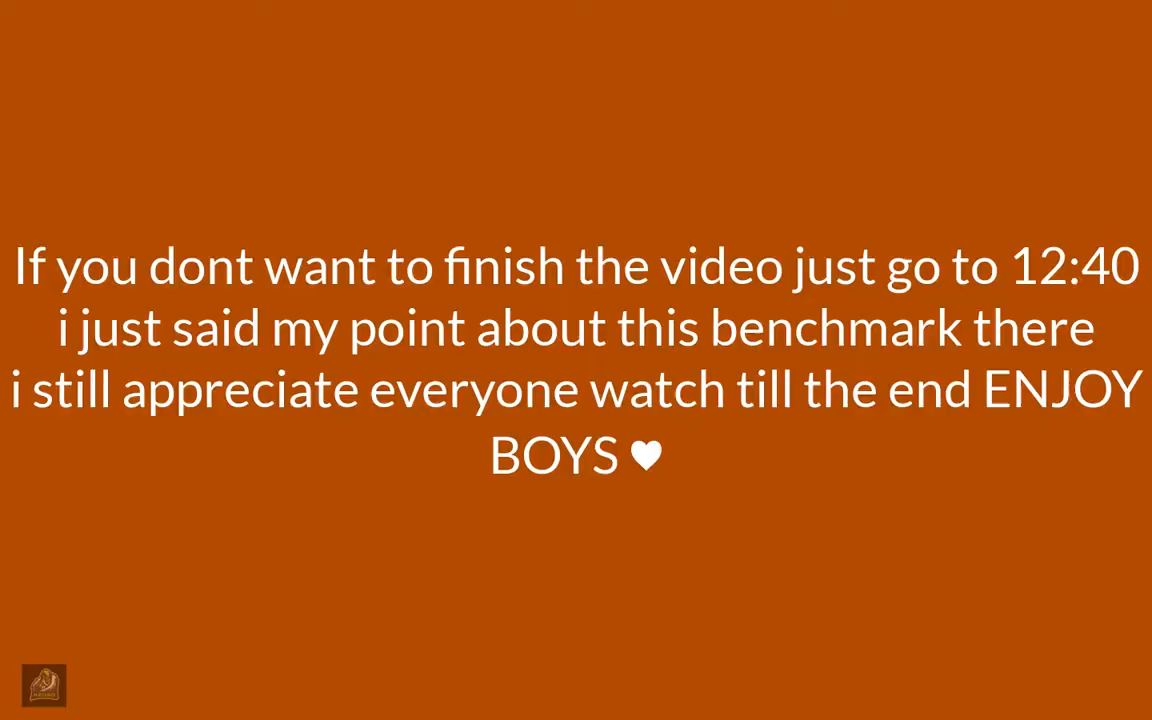 If you dont want to finish the video just go to 12:40
i just said my point about this benchmark there
i still appreciate everyone watch till the end ENJOY
BOYS ♥